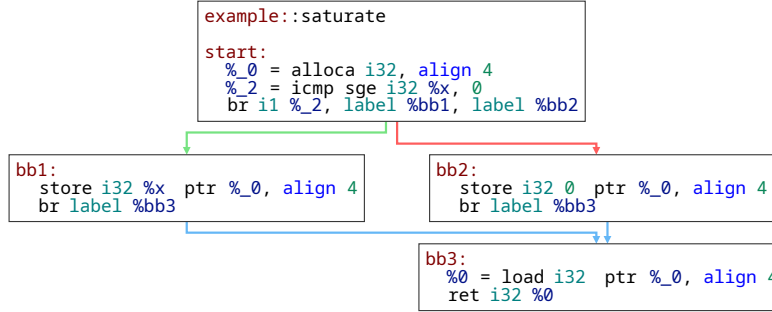 example::saturate
start:
%_0 = alloca i32, align 4
%_2 = icmp sge i32 %x, 0
br i1 %_2, label %bb1, label %bb2
bb1:
store i32 %x ptr %_0, align 4
br label %bb3
bb2:
store i32 0 ptr %_0, align 4
br label %bb3
bb3:
%0 = load i32 ptr %_0, align 4
ret i32 %0